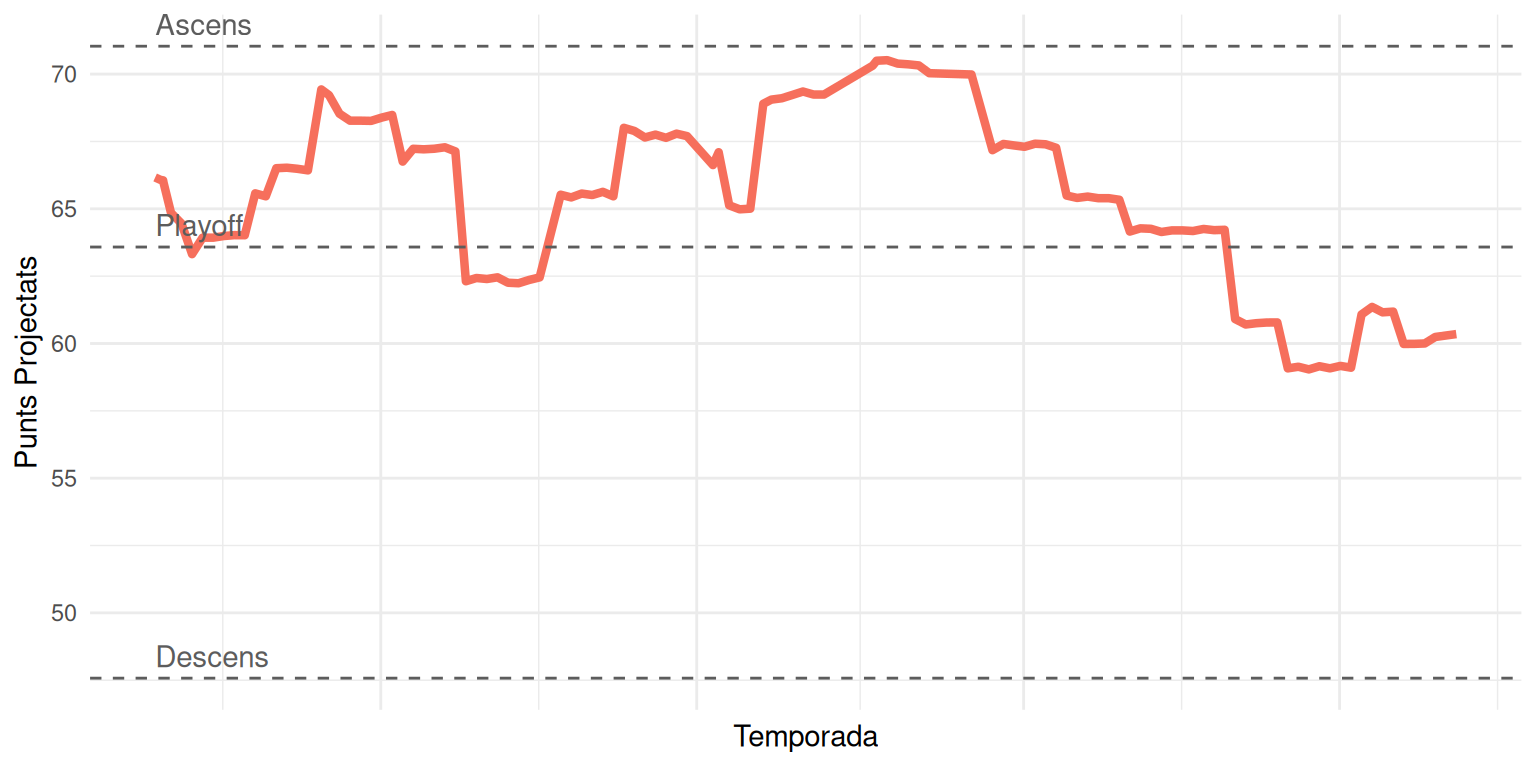 Ascens
70
65
Playoff
60
55
50
Descens
Punts Projectats
Temporada